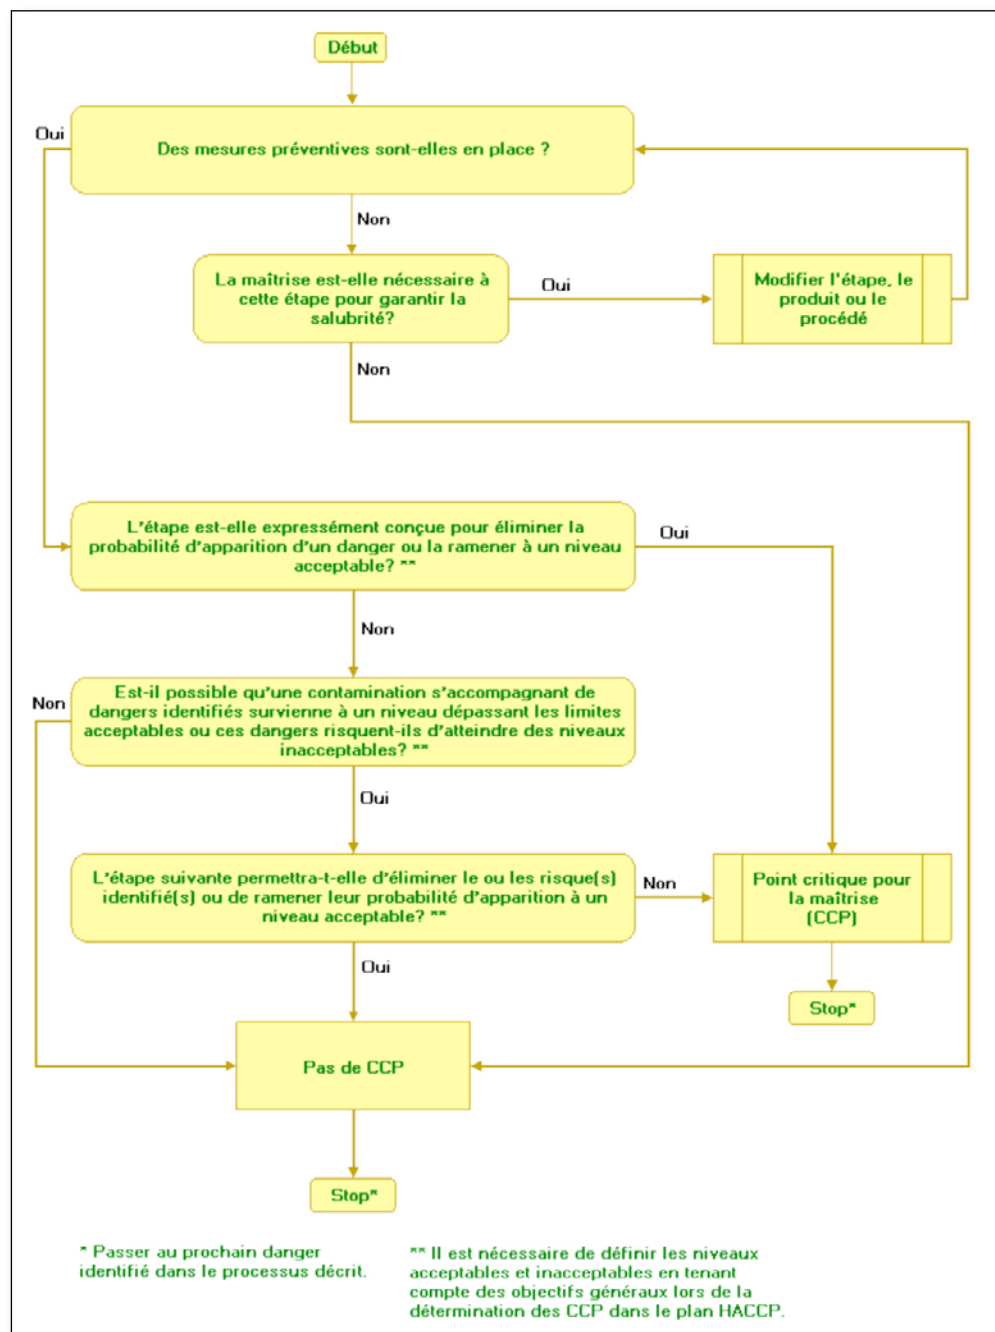 Début
Oui
Des mesures préventives sont-elles en place ?
Non
La maîtrise est-elle nécessaire à
cette étape pour garantir la
salubrité?
Oui
Modifier l'étape, le
produit ou le
procédé
Non
L'étape est-elle expressément conçue pour éliminer la
probabilité d'apparition d'un danger ou la ramener à un niveau
acceptable? **
Oui
Non
Non
Est-il possible qu'une contamination s'accompagnant de
dangers identifiés survienne à un niveau dépassant les limites
acceptables ou ces dangers risquent-ils d'atteindre des niveaux
inacceptables? **
Oui
L'étape suivante permettra-t-elle d'éliminer le ou les risque(s)
identifié(s) ou de ramener leur probabilité d'apparition à un
niveau acceptable? **
Non
Point critique pour
la maîtrise
(CCP)
Oui
Stop*
Pas de CCP
Stop*
* Passer au prochain danger
identifié dans le processus décrit.
** Il est nécessaire de définir les niveaux
acceptables et inacceptables en tenant
compte des objectifs généraux lors de la
détermination des CCP dans le plan HACCP.